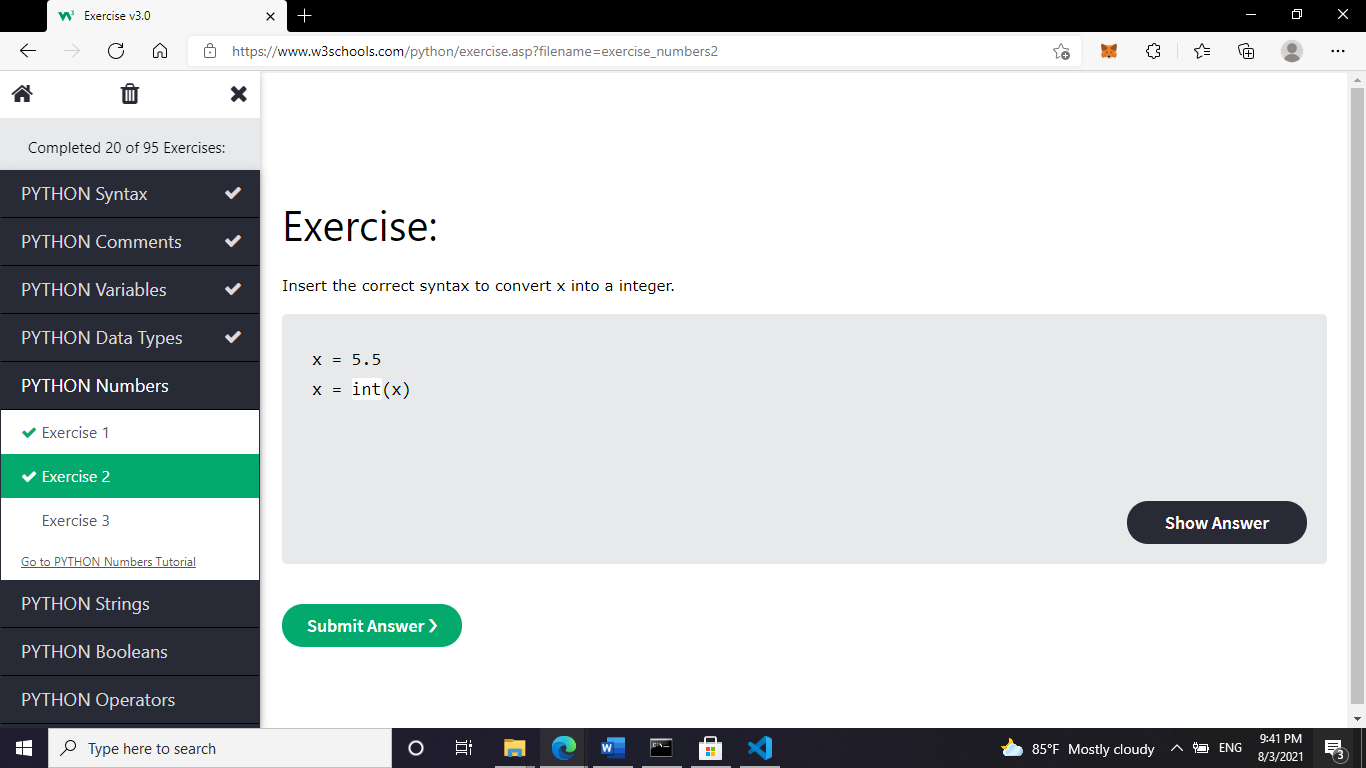 Exercise v3.0
https://www.w3schools.com/python/exercise.asp?filename=exercise_numbers2
Completed 20 of 95 Exercises:
PYTHON Syntax
PYTHON Comments
PYTHON Variables
PYTHON Data Types
PYTHON Numbers
Exercise 1
Exercise 2
Exercise 3
Go to PYTHON Numbers Tutorial
PYTHON Strings
PYTHON Booleans
PYTHON Operators
Exercise:
Insert the correct syntax to convert x into a integer.
x = 5.5
x = int(x)
Show Answer
Submit Answer ❯
Type here to search
85°F Mostly cloudy
ENG
9:41 PM
8/3/2021
3